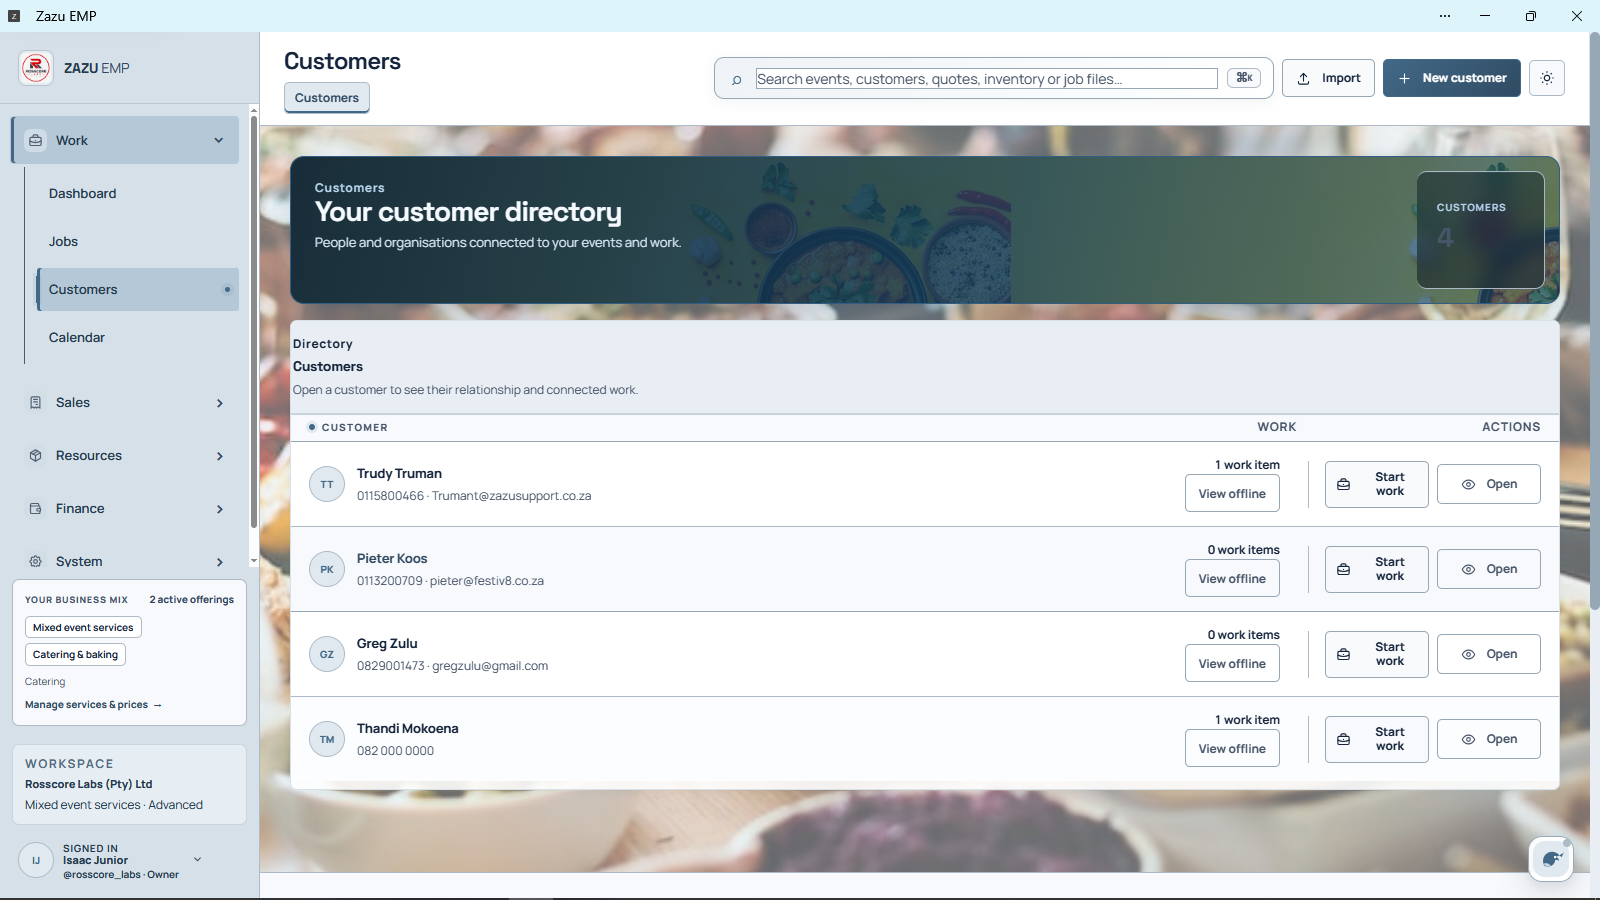 Zazu EMP
ROSSCORE
ZAZU EMP
Work
Dashboard
Jobs
Customers
Calendar
Sales
Resources
Finance
System
YOUR BUSINESS MIX 2 active offerings
Mixed event services
Catering & baking
Catering
Manage services & prices →
WORKSPACE
Rosscore Labs (Pty) Ltd
Mixed event services · Advanced
IJ
SIGNED IN
Isaac Junior
@rosscore_labs · Owner
Customers
Customers
Search events, customers, quotes, inventory or job files...
⌘K
Import
+ New customer
Customers
Your customer directory
People and organisations connected to your events and work.
CUSTOMERS
4
Directory
Customers
Open a customer to see their relationship and connected work.
CUSTOMER WORK ACTIONS
TT
Trudy Truman
0115800466 · Trumant@zazusupport.co.za
1 work item
View offline
Start work
Open
PK
Pieter Koos
0113200709 · pieter@festiv8.co.za
0 work items
View offline
Start work
Open
GZ
Greg Zulu
0829001473 · gregzulu@gmail.com
0 work items
View offline
Start work
Open
TM
Thandi Mokoena
082 000 0000
1 work item
View offline
Start work
Open